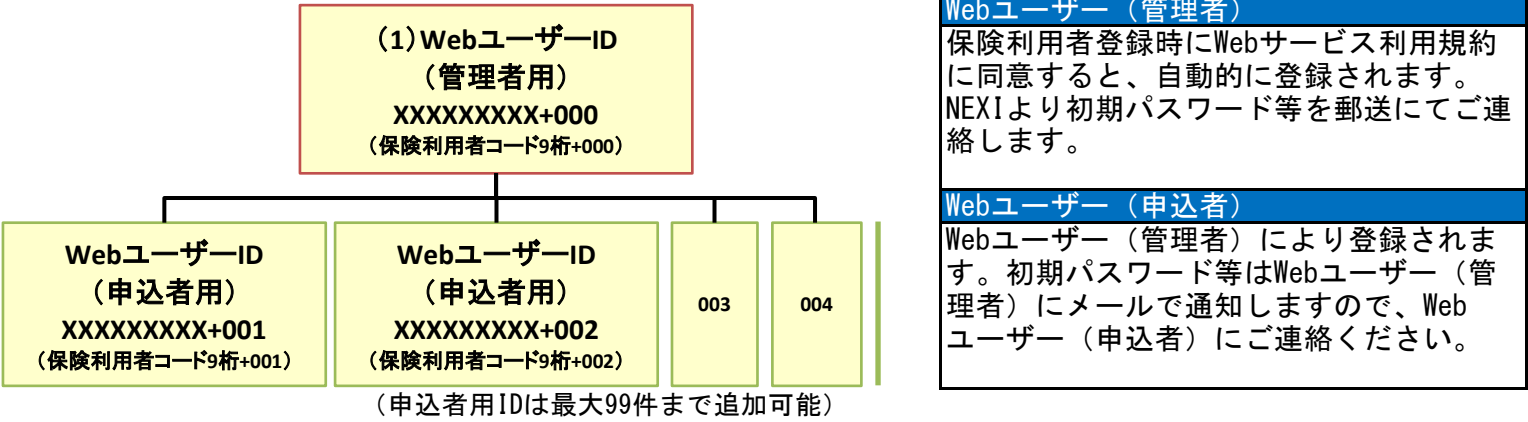 (1)WebユーザーID
（管理者用）
XXXXXXXXX+000
（保険利用者コード9桁+000）
WebユーザーID
（申込者用）
XXXXXXXXX+001
（保険利用者コード9桁+001）
WebユーザーID
（申込者用）
XXXXXXXXX+002
（保険利用者コード9桁+002）
003
004
（申込者用IDは最大99件まで追加可能）
Webユーザー（管理者）
保険利用者登録時にWebサービス利用規約
に同意すると、自動的に登録されます。
NEXIより初期パスワード等を郵送にてご連
絡します。
Webユーザー（申込者）
Webユーザー（管理者）により登録されま
す。初期パスワード等はWebユーザー（管
理者）にメールで通知しますので、Web
ユーザー（申込者）にご連絡ください。